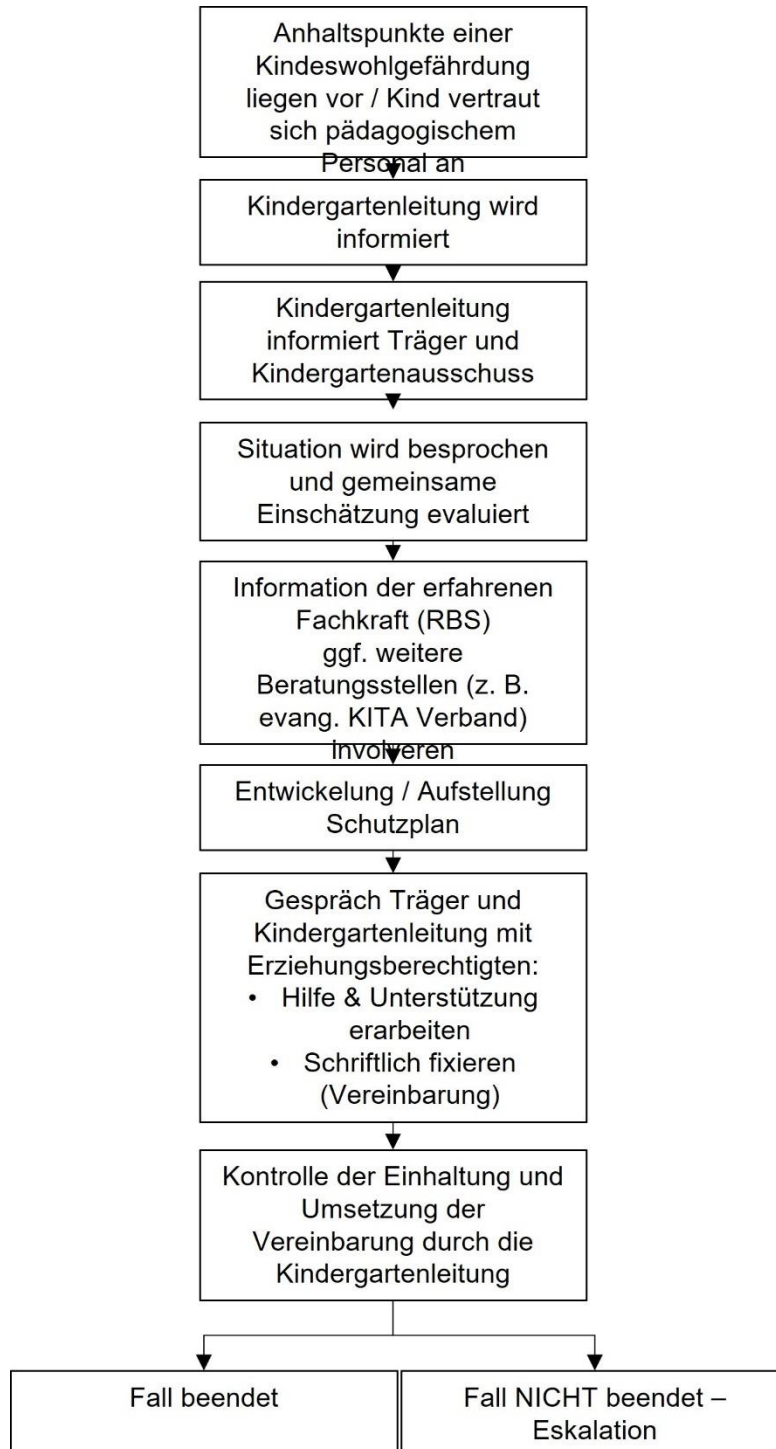 Anhaltspunkte einer
Kindeswohlgefährdung
liegen vor / Kind vertraut
sich pädagogischem
Personal an
Kindergartenleitung wird
informiert
Kindergartenleitung
informiert Träger und
Kindergartenausschuss
Situation wird besprochen
und gemeinsame
Einschätzung evaluiert
Information der erfahrenen
Fachkraft (RBS)
ggf. weitere
Beratungsstellen (z. B.
evang. KITA Verband)
involveren
Entwickelung / Aufstellung
Schutzplan
Gespräch Träger und
Kindergartenleitung mit
Erziehungsberechtigten:
• Hilfe & Unterstützung
erarbeiten
• Schriftlich fixieren
(Vereinbarung)
Kontrolle der Einhaltung und
Umsetzung der
Vereinbarung durch die
Kindergartenleitung
Fall beendet
Fall NICHT beendet –
Eskalation